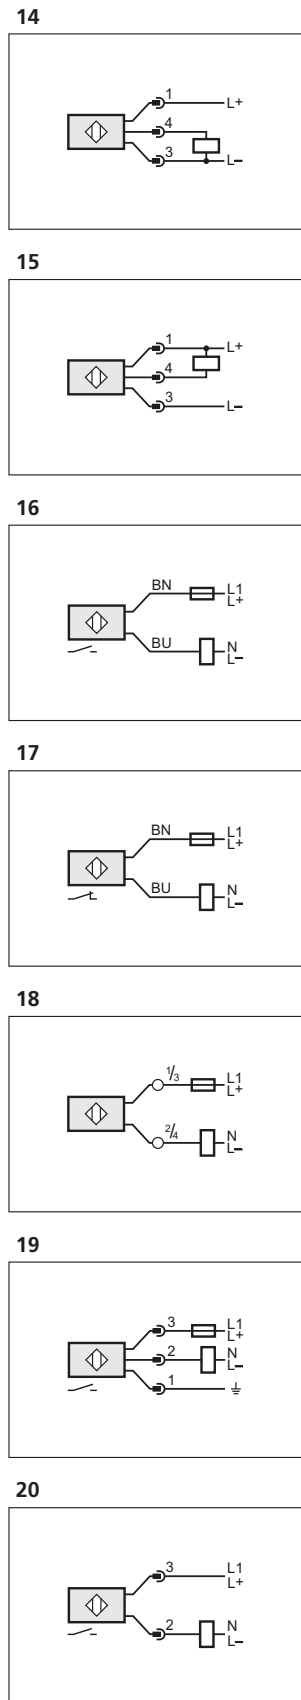 14
1 L+
4
3 L–
15
1 L+
4
3 L–
16
BN L1
L+
BU N
L–
17
BN L1
L+
BU N
L–
18
1/3 L1
L+
2/4 N
L–
19
3 L1
L+
2 N
L–
1
20
3 L1
L+
2 N
L–